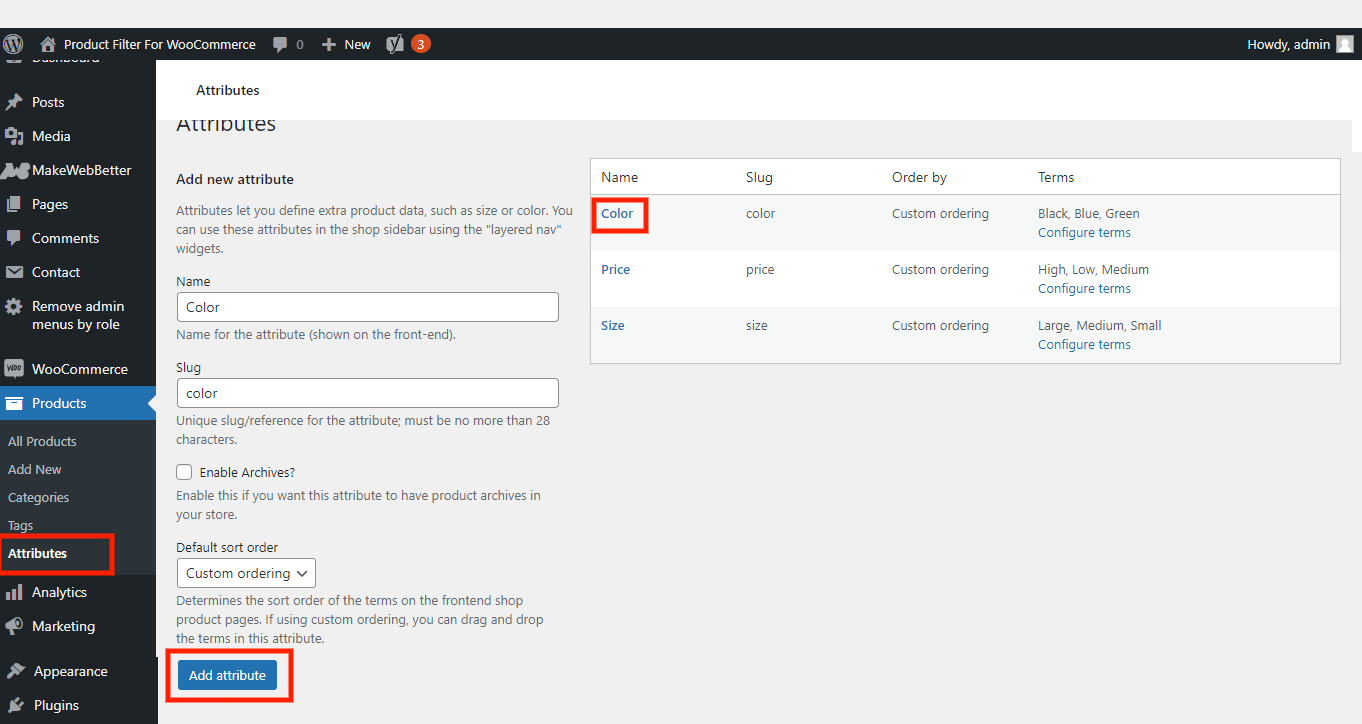 Product Filter For WooCommerce
0
New
3
Howdy, admin
Dashboard
Posts
Media
MakeWebBetter
Pages
Comments
Contact
Remove admin
menus by role
WooCommerce
Products
All Products
Add New
Categories
Tags
Attributes
Analytics
Marketing
Appearance
Plugins
Attributes
Attributes
Add new attribute
Attributes let you define extra product data, such as size or color. You
can use these attributes in the shop sidebar using the "layered nav"
widgets.
Name
Color
Name for the attribute (shown on the front-end).
Slug
color
Unique slug/reference for the attribute; must be no more than 28
characters.
Enable Archives?
Enable this if you want this attribute to have product archives in
your store.
Default sort order
Custom ordering
Determines the sort order of the terms on the frontend shop
product pages. If using custom ordering, you can drag and drop
the terms in this attribute.
Add attribute
Name Slug Order by Terms
Color color Custom ordering Black, Blue, Green
Configure terms
Price price Custom ordering High, Low, Medium
Configure terms
Size size Custom ordering Large, Medium, Small
Configure terms